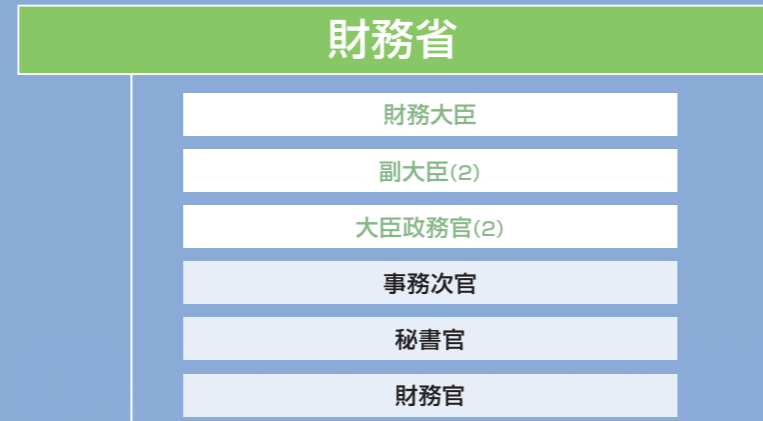 財務省
財務大臣
副大臣(2)
大臣政務官(2)
事務次官
秘書官
財務官